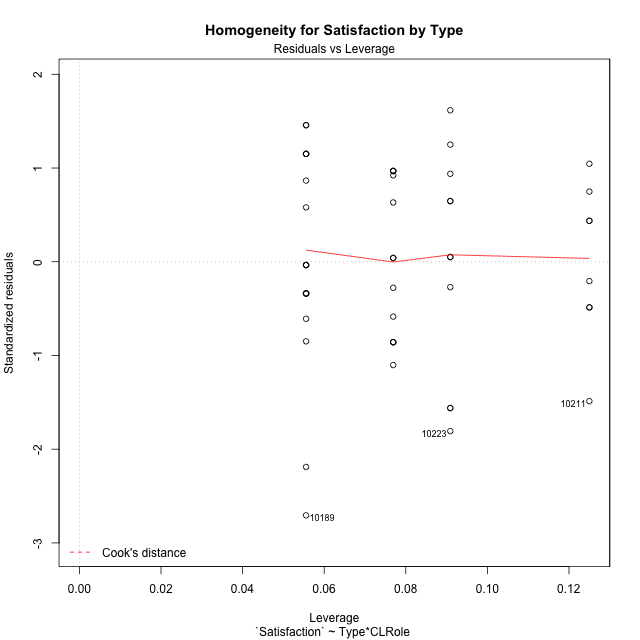 Homogeneity for Satisfaction by Type
Residuals vs Leverage
2
1
0
-1
-2
-3
Standardized residuals
10211
10223
10189
Cook's distance
0.00 0.02 0.04 0.06 0.08 0.10 0.12
Leverage
`Satisfaction` ~ Type*CLRole